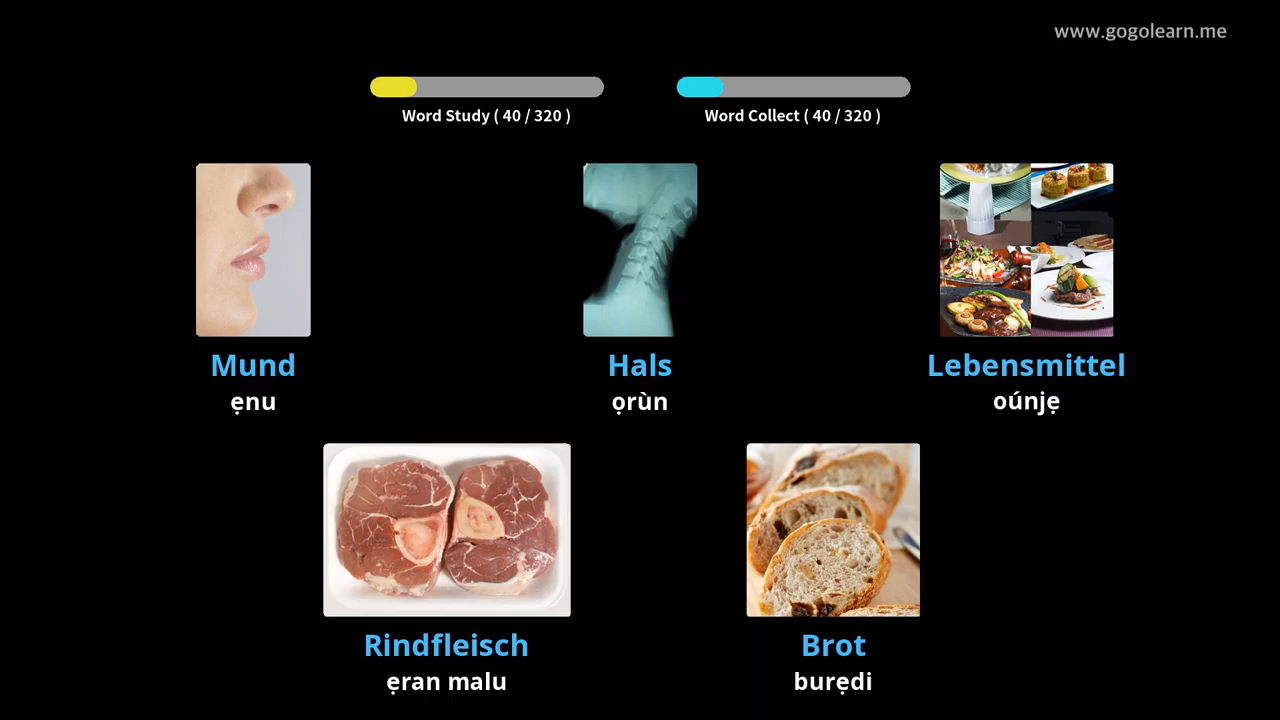 www.gogolearn.me
Word Study ( 40 / 320 )
Word Collect ( 40 / 320 )
Mund
ẹnu
Hals
ọrùn
Lebensmittel
oúnjẹ
Rindfleisch
ẹran malu
Brot
burẹdi